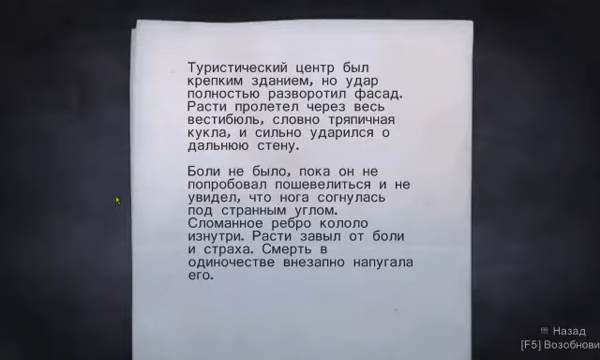 Туристический центр был
крепким зданием, но удар
полностью разворотил фасад.
Расти пролетел через весь
вестибюль, словно тряпичная
кукла, и сильно ударился о
дальнюю стену.
Боли не было, пока он не
попробовал пошевелиться и не
увидел, что нога согнулась
под странным углом.
Сломанное ребро кололо
изнутри. Расти завыл от боли
и страха. Смерть в
одиночестве внезапно напугала
его.
Назад
[F5] Возобнови